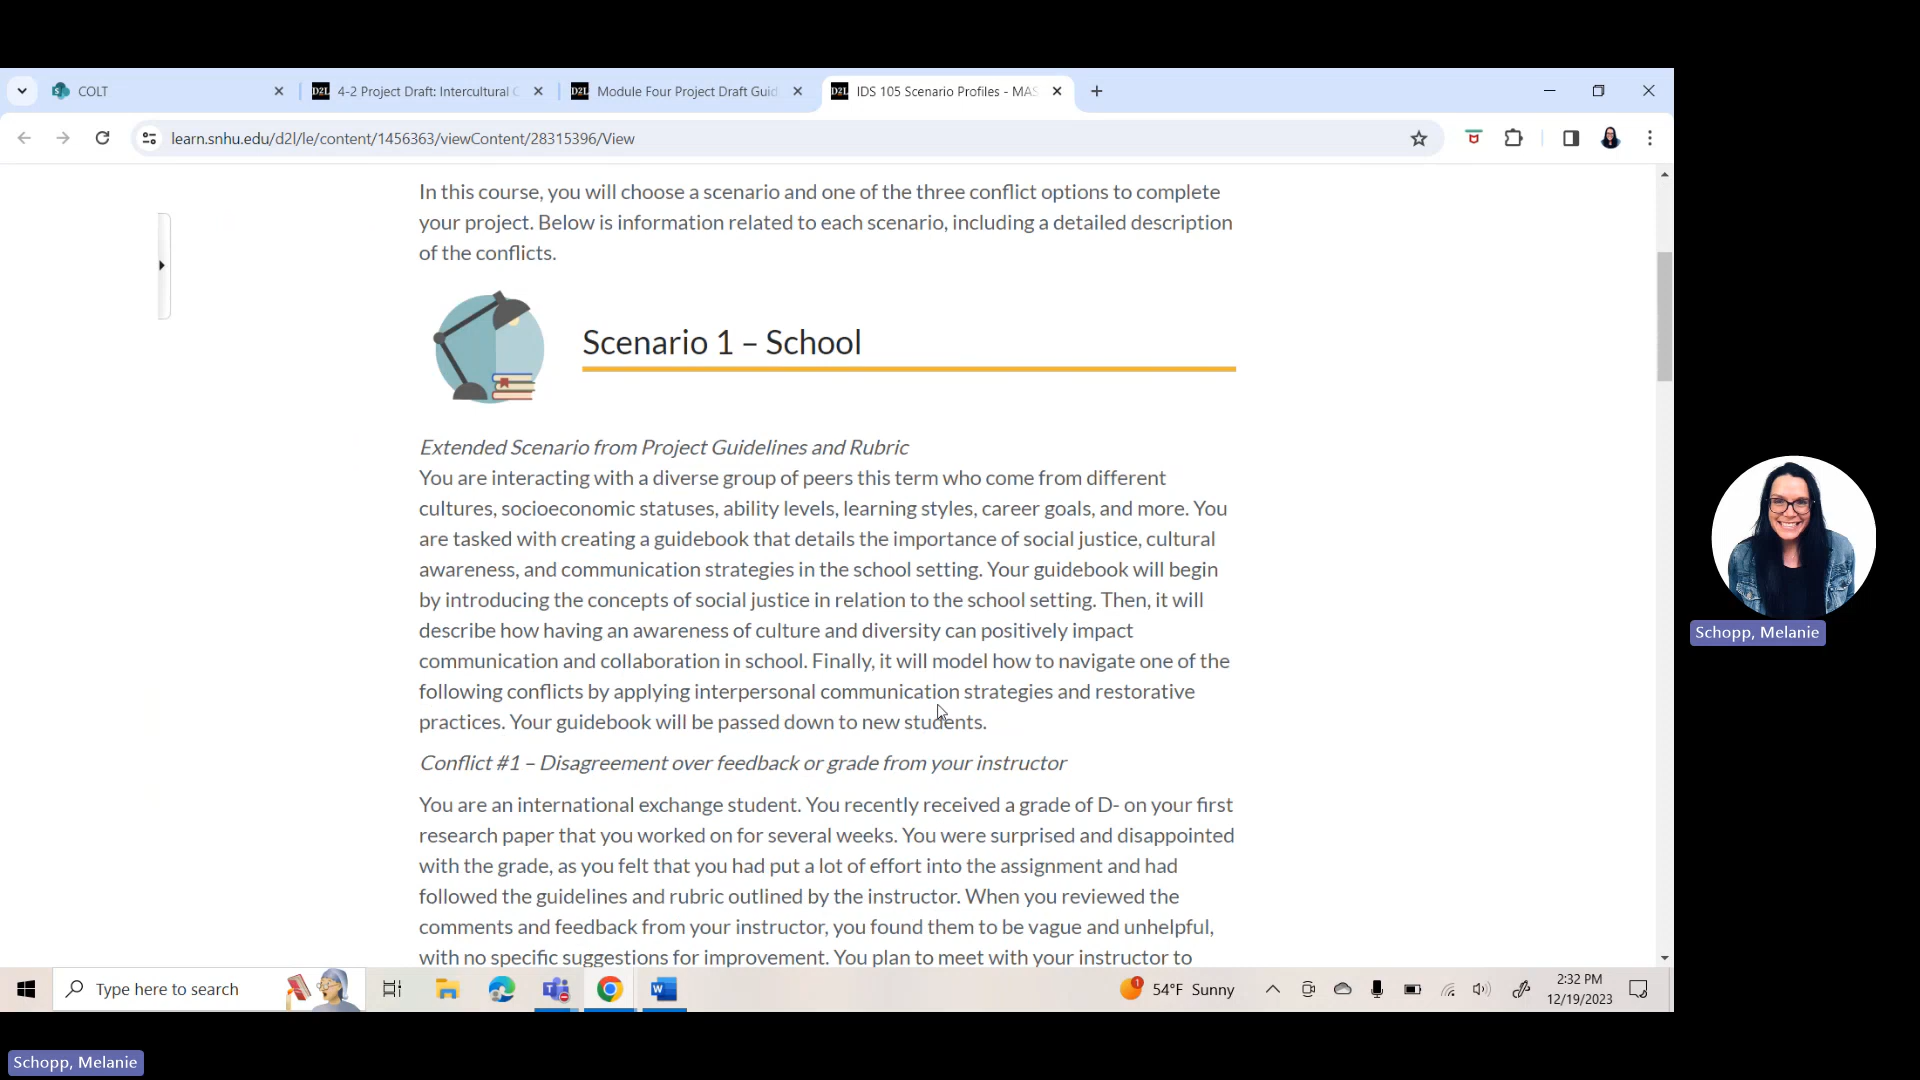 COLT
4-2 Project Draft: Intercultural C
Module Four Project Draft Guid
IDS 105 Scenario Profiles - MAS
learn.snhu.edu/d2l/le/content/1456363/viewContent/28315396/View
In this course, you will choose a scenario and one of the three conflict options to complete
your project. Below is information related to each scenario, including a detailed description
of the conflicts.
Scenario 1 – School
Extended Scenario from Project Guidelines and Rubric
You are interacting with a diverse group of peers this term who come from different
cultures, socioeconomic statuses, ability levels, learning styles, career goals, and more. You
are tasked with creating a guidebook that details the importance of social justice, cultural
awareness, and communication strategies in the school setting. Your guidebook will begin
by introducing the concepts of social justice in relation to the school setting. Then, it will
describe how having an awareness of culture and diversity can positively impact
communication and collaboration in school. Finally, it will model how to navigate one of the
following conflicts by applying interpersonal communication strategies and restorative
practices. Your guidebook will be passed down to new students.
Conflict #1 – Disagreement over feedback or grade from your instructor
You are an international exchange student. You recently received a grade of D- on your first
research paper that you worked on for several weeks. You were surprised and disappointed
with the grade, as you felt that you had put a lot of effort into the assignment and had
followed the guidelines and rubric outlined by the instructor. When you reviewed the
comments and feedback from your instructor, you found them to be vague and unhelpful,
with no specific suggestions for improvement. You plan to meet with your instructor to
Schopp, Melanie
Type here to search
1
54°F Sunny
2:32 PM
12/19/2023
Schopp, Melanie